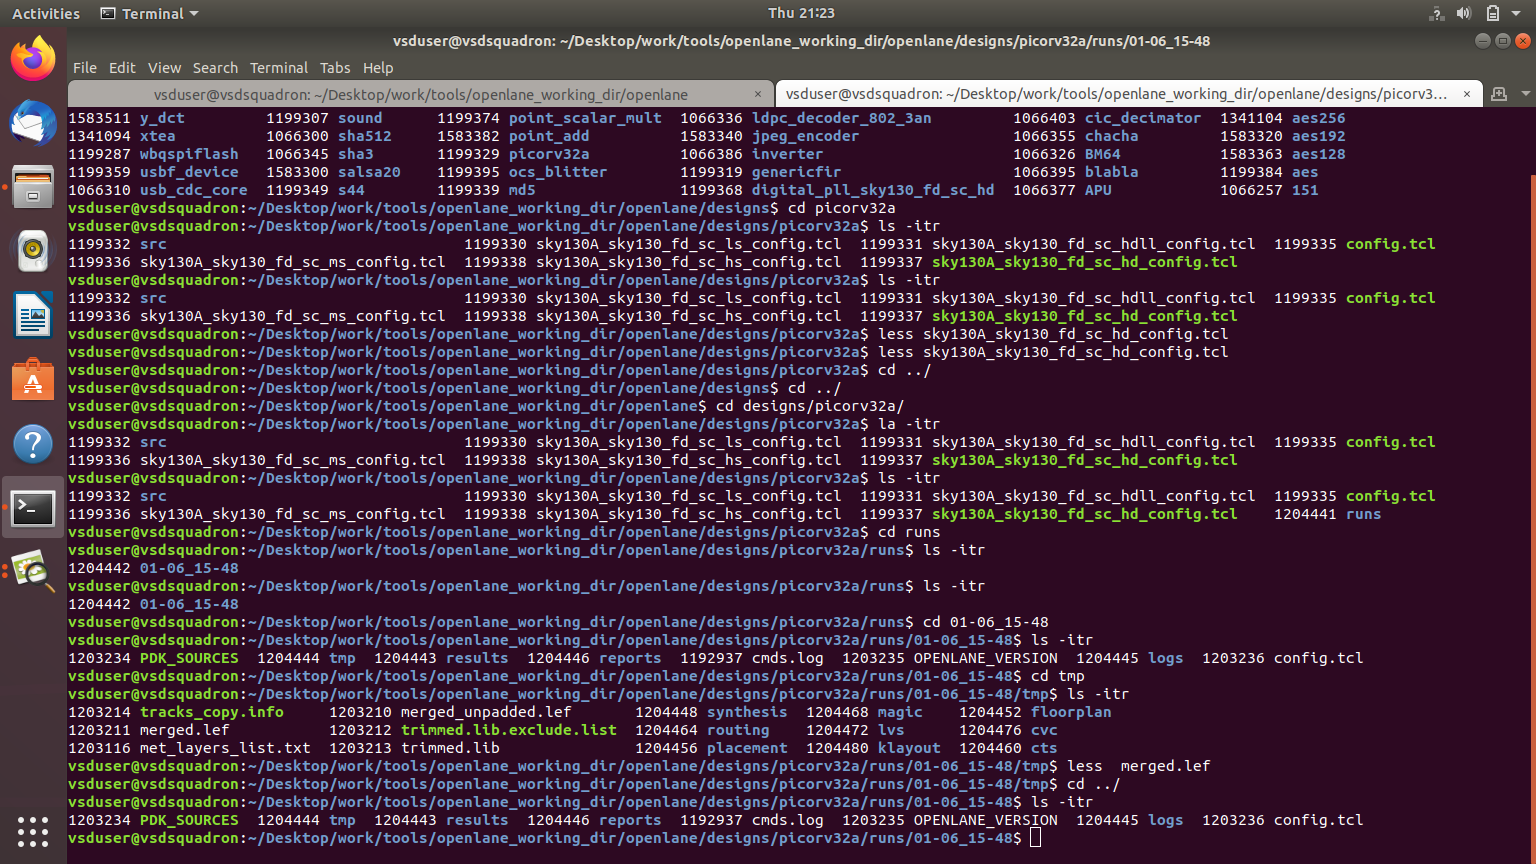 Activities Terminal Thu 21:23
vsduser@vsdsquadron: ~/Desktop/work/tools/openlane_working_dir/openlane/designs/picorv32a/runs/01-06_15-48
File Edit View Search Terminal Tabs Help
vsduser@vsdsquadron: ~/Desktop/work/tools/openlane_working_dir/openlane × vsduser@vsdsquadron: ~/Desktop/work/tools/openlane_working_dir/openlane/designs/picorv3... ×
1583511 y_dct 1199307 sound 1199374 point_scalar_mult 1066336 ldpc_decoder_802_3an 1066403 cic_decimator 1341104 aes256
1341094 xtea 1066300 sha512 1583382 point_add 1583340 jpeg_encoder 1066355 chacha 1583320 aes192
1199287 wbqspiflash 1066345 sha3 1199329 picorv32a 1066386 inverter 1066326 BM64 1583363 aes128
1199359 usbf_device 1583300 salsa20 1199395 ocs_blitter 1199319 genericfir 1066395 blabla 1199384 aes
1066310 usb_cdc_core 1199349 s44 1199339 md5 1199368 digital_pll_sky130_fd_sc_hd 1066377 APU 1066257 151
vsduser@vsdsquadron:~/Desktop/work/tools/openlane_working_dir/openlane/designs$ cd picorv32a
vsduser@vsdsquadron:~/Desktop/work/tools/openlane_working_dir/openlane/designs/picorv32a$ ls -itr
1199332 src 1199330 sky130A_sky130_fd_sc_ls_config.tcl 1199331 sky130A_sky130_fd_sc_hdll_config.tcl 1199335 config.tcl
1199336 sky130A_sky130_fd_sc_ms_config.tcl 1199338 sky130A_sky130_fd_sc_hs_config.tcl 1199337 sky130A_sky130_fd_sc_hd_config.tcl
vsduser@vsdsquadron:~/Desktop/work/tools/openlane_working_dir/openlane/designs/picorv32a$ ls -itr
1199332 src 1199330 sky130A_sky130_fd_sc_ls_config.tcl 1199331 sky130A_sky130_fd_sc_hdll_config.tcl 1199335 config.tcl
1199336 sky130A_sky130_fd_sc_ms_config.tcl 1199338 sky130A_sky130_fd_sc_hs_config.tcl 1199337 sky130A_sky130_fd_sc_hd_config.tcl
vsduser@vsdsquadron:~/Desktop/work/tools/openlane_working_dir/openlane/designs/picorv32a$ less sky130A_sky130_fd_sc_hd_config.tcl
vsduser@vsdsquadron:~/Desktop/work/tools/openlane_working_dir/openlane/designs/picorv32a$ less sky130A_sky130_fd_sc_hd_config.tcl
vsduser@vsdsquadron:~/Desktop/work/tools/openlane_working_dir/openlane/designs/picorv32a$ cd ../
vsduser@vsdsquadron:~/Desktop/work/tools/openlane_working_dir/openlane/designs$ cd ../
vsduser@vsdsquadron:~/Desktop/work/tools/openlane_working_dir/openlane$ cd designs/picorv32a/
vsduser@vsdsquadron:~/Desktop/work/tools/openlane_working_dir/openlane/designs/picorv32a$ la -itr
1199332 src 1199330 sky130A_sky130_fd_sc_ls_config.tcl 1199331 sky130A_sky130_fd_sc_hdll_config.tcl 1199335 config.tcl
1199336 sky130A_sky130_fd_sc_ms_config.tcl 1199338 sky130A_sky130_fd_sc_hs_config.tcl 1199337 sky130A_sky130_fd_sc_hd_config.tcl
vsduser@vsdsquadron:~/Desktop/work/tools/openlane_working_dir/openlane/designs/picorv32a$ ls -itr
1199332 src 1199330 sky130A_sky130_fd_sc_ls_config.tcl 1199331 sky130A_sky130_fd_sc_hdll_config.tcl 1199335 config.tcl
1199336 sky130A_sky130_fd_sc_ms_config.tcl 1199338 sky130A_sky130_fd_sc_hs_config.tcl 1199337 sky130A_sky130_fd_sc_hd_config.tcl 1204441 runs
vsduser@vsdsquadron:~/Desktop/work/tools/openlane_working_dir/openlane/designs/picorv32a$ cd runs
vsduser@vsdsquadron:~/Desktop/work/tools/openlane_working_dir/openlane/designs/picorv32a/runs$ ls -itr
1204442 01-06_15-48
vsduser@vsdsquadron:~/Desktop/work/tools/openlane_working_dir/openlane/designs/picorv32a/runs$ ls -itr
1204442 01-06_15-48
vsduser@vsdsquadron:~/Desktop/work/tools/openlane_working_dir/openlane/designs/picorv32a/runs$ cd 01-06_15-48
vsduser@vsdsquadron:~/Desktop/work/tools/openlane_working_dir/openlane/designs/picorv32a/runs/01-06_15-48$ ls -itr
1203234 PDK_SOURCES 1204444 tmp 1204443 results 1204446 reports 1192937 cmds.log 1203235 OPENLANE_VERSION 1204445 logs 1203236 config.tcl
vsduser@vsdsquadron:~/Desktop/work/tools/openlane_working_dir/openlane/designs/picorv32a/runs/01-06_15-48$ cd tmp
vsduser@vsdsquadron:~/Desktop/work/tools/openlane_working_dir/openlane/designs/picorv32a/runs/01-06_15-48/tmp$ ls -itr
1203214 tracks_copy.info 1203210 merged_unpadded.lef 1204448 synthesis 1204468 magic 1204452 floorplan
1203211 merged.lef 1203212 trimmed.lib.exclude.list 1204464 routing 1204472 lvs 1204476 cvc
1203116 met_layers_list.txt 1203213 trimmed.lib 1204456 placement 1204480 klayout 1204460 cts
vsduser@vsdsquadron:~/Desktop/work/tools/openlane_working_dir/openlane/designs/picorv32a/runs/01-06_15-48/tmp$ less  merged.lef
vsduser@vsdsquadron:~/Desktop/work/tools/openlane_working_dir/openlane/designs/picorv32a/runs/01-06_15-48/tmp$ cd ../
vsduser@vsdsquadron:~/Desktop/work/tools/openlane_working_dir/openlane/designs/picorv32a/runs/01-06_15-48$ ls -itr
1203234 PDK_SOURCES 1204444 tmp 1204443 results 1204446 reports 1192937 cmds.log 1203235 OPENLANE_VERSION 1204445 logs 1203236 config.tcl
vsduser@vsdsquadron:~/Desktop/work/tools/openlane_working_dir/openlane/designs/picorv32a/runs/01-06_15-48$